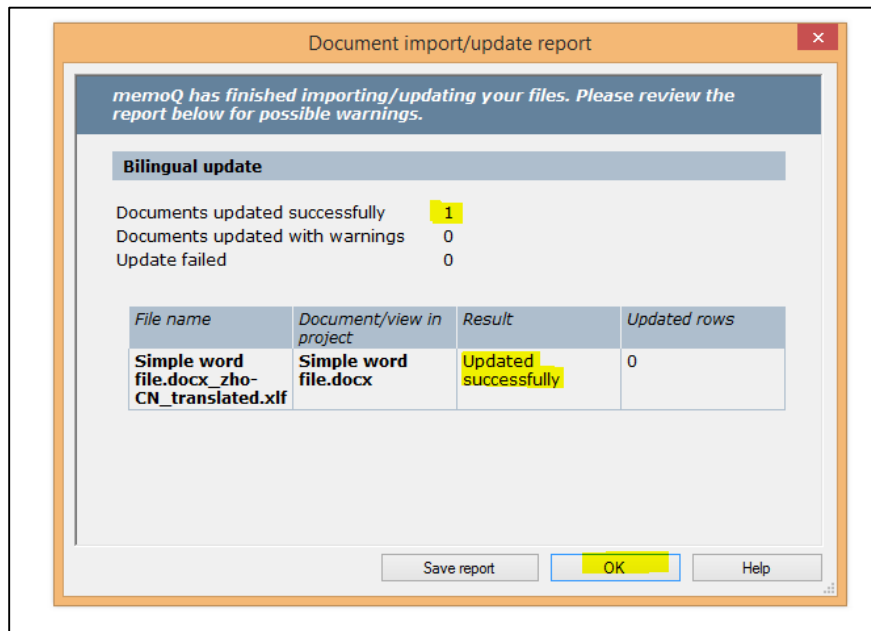 Document import/update report
memoQ has finished importing/updating your files. Please review the
report below for possible warnings.
Bilingual update
Documents updated successfully 1
Documents updated with warnings 0
Update failed 0
File name Document/view in project Result Updated rows
Simple word file.docx_zho-CN_translated.xlf Simple word file.docx Updated successfully 0
Save report OK Help